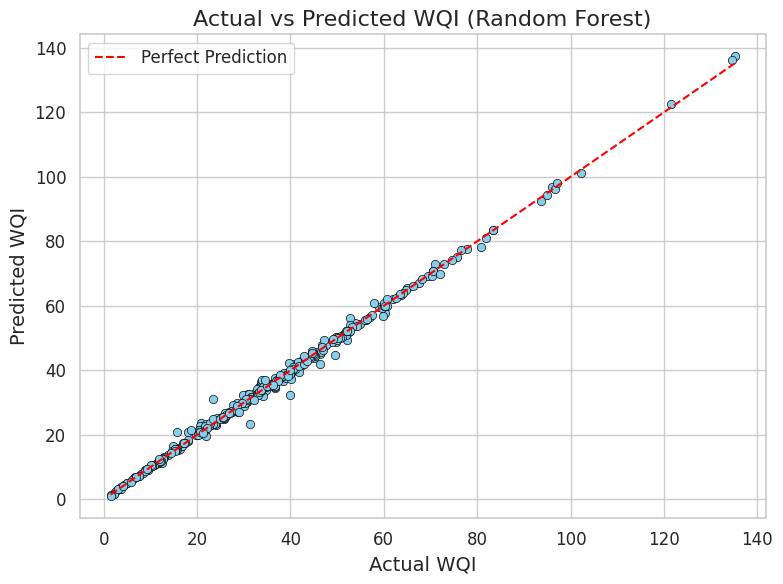 Actual vs Predicted WQI (Random Forest)
Perfect Prediction
140
120
100
80
60
40
20
0
Predicted WQI
0 20 40 60 80 100 120 140
Actual WQI